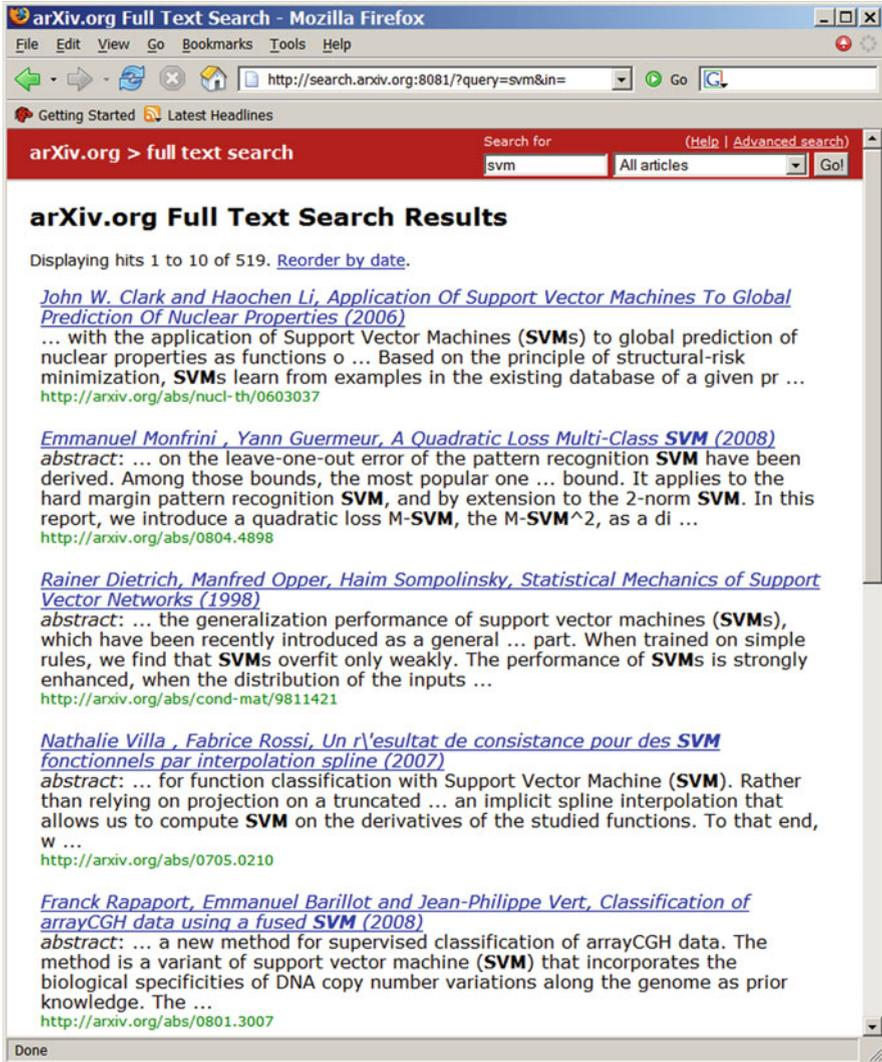 arXiv.org Full Text Search - Mozilla Firefox
File Edit View Go Bookmarks Tools Help
http://search.arxiv.org:8081/?query=svm&in=
Go
G
Getting Started Latest Headlines
arXiv.org > full text search
Search for
(Help | Advanced search)
svm
All articles
Go!
arXiv.org Full Text Search Results
Displaying hits 1 to 10 of 519. Reorder by date.
John W. Clark and Haochen Li, Application Of Support Vector Machines To Global
Prediction Of Nuclear Properties (2006)
... with the application of Support Vector Machines (SVMs) to global prediction of
nuclear properties as functions o ... Based on the principle of structural-risk
minimization, SVMs learn from examples in the existing database of a given pr ...
http://arxiv.org/abs/nucl-th/0603037
Emmanuel Monfrini , Yann Guermeur, A Quadratic Loss Multi-Class SVM (2008)
abstract: ... on the leave-one-out error of the pattern recognition SVM have been
derived. Among those bounds, the most popular one ... bound. It applies to the
hard margin pattern recognition SVM, and by extension to the 2-norm SVM. In this
report, we introduce a quadratic loss M-SVM, the M-SVM^2, as a di ...
http://arxiv.org/abs/0804.4898
Rainer Dietrich, Manfred Opper, Haim Sompolinsky, Statistical Mechanics of Support
Vector Networks (1998)
abstract: ... the generalization performance of support vector machines (SVMs),
which have been recently introduced as a general ... part. When trained on simple
rules, we find that SVMs overfit only weakly. The performance of SVMs is strongly
enhanced, when the distribution of the inputs ...
http://arxiv.org/abs/cond-mat/9811421
Nathalie Villa , Fabrice Rossi, Un r\'esultat de consistance pour des SVM
fonctionnels par interpolation spline (2007)
abstract: ... for function classification with Support Vector Machine (SVM). Rather
than relying on projection on a truncated ... an implicit spline interpolation that
allows us to compute SVM on the derivatives of the studied functions. To that end,
w ...
http://arxiv.org/abs/0705.0210
Franck Rapaport, Emmanuel Barillot and Jean-Philippe Vert, Classification of
arrayCGH data using a fused SVM (2008)
abstract: ... a new method for supervised classification of arrayCGH data. The
method is a variant of support vector machine (SVM) that incorporates the
biological specificities of DNA copy number variations along the genome as prior
knowledge. The ...
http://arxiv.org/abs/0801.3007
Done